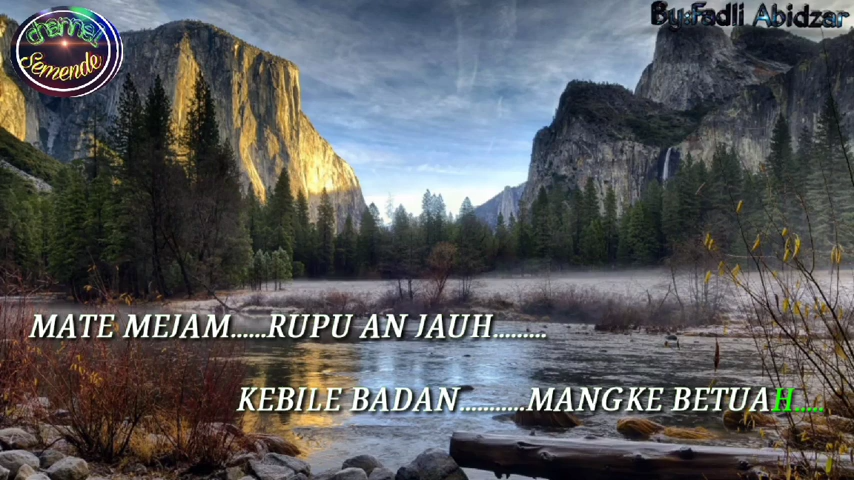 channel
Semende
By:Fadli Abidzar
MATE MEJAM......RUPU AN JAUH.........
KEBILE BADAN...........MANGKE BETUAH.....